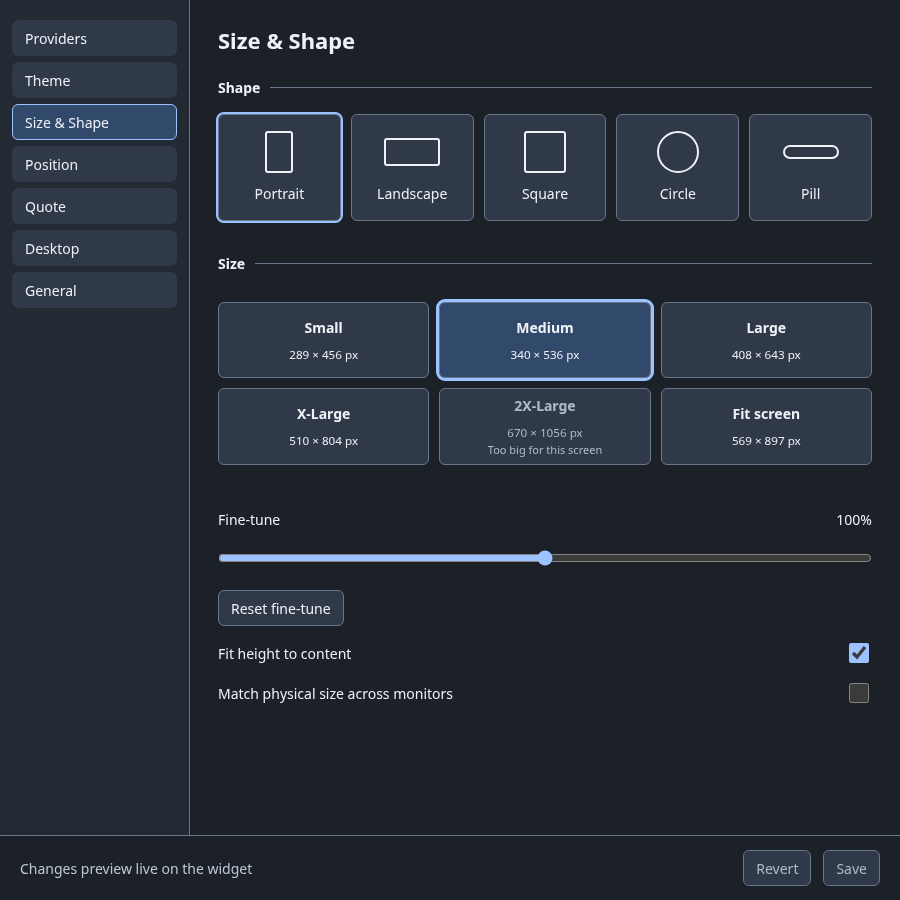 Providers
Theme
Size & Shape
Position
Quote
Desktop
General
Size & Shape
Shape
Portrait
Landscape
Square
Circle
Pill
Size
Small
289 × 456 px
Medium
340 × 536 px
Large
408 × 643 px
X-Large
510 × 804 px
2X-Large
670 × 1056 px
Too big for this screen
Fit screen
569 × 897 px
Fine-tune
100%
Reset fine-tune
Fit height to content
Match physical size across monitors
Changes preview live on the widget
Revert
Save